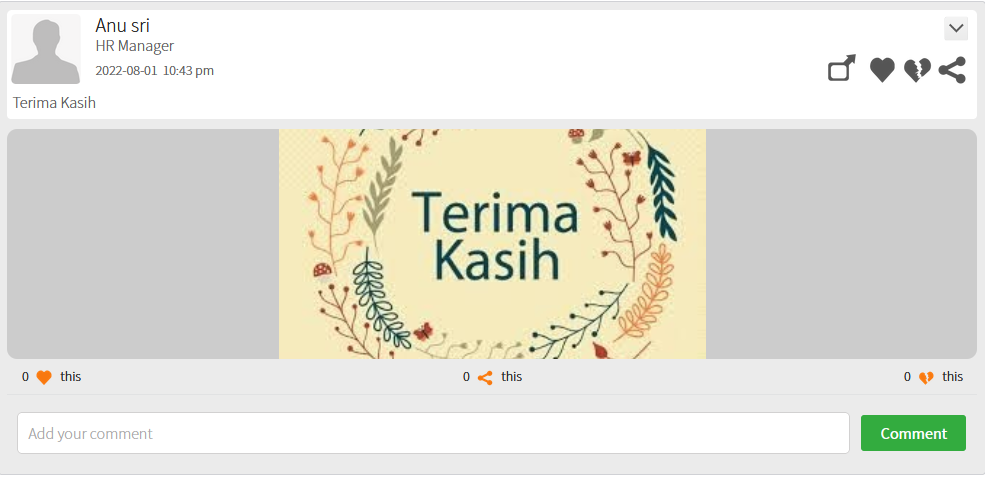 Anu sri
HR Manager
2022-08-01 10:43 pm
Terima Kasih
Terima
Kasih
0 this
0 this
0 this
Add your comment
Comment